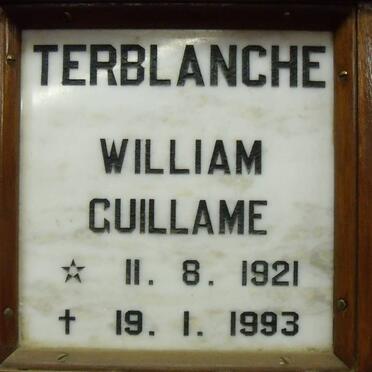 TERBLANCHE
WILLIAM
GUILLAME
☆ 11. 8. 1921
✝ 19. 1. 1993